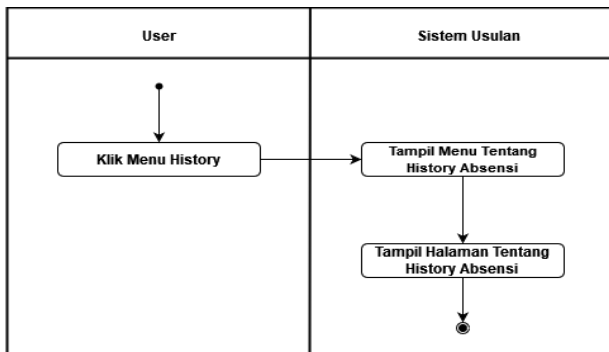 User
Sistem Usulan
Klik Menu History
Tampil Menu Tentang
History Absensi
Tampil Halaman Tentang
History Absensi